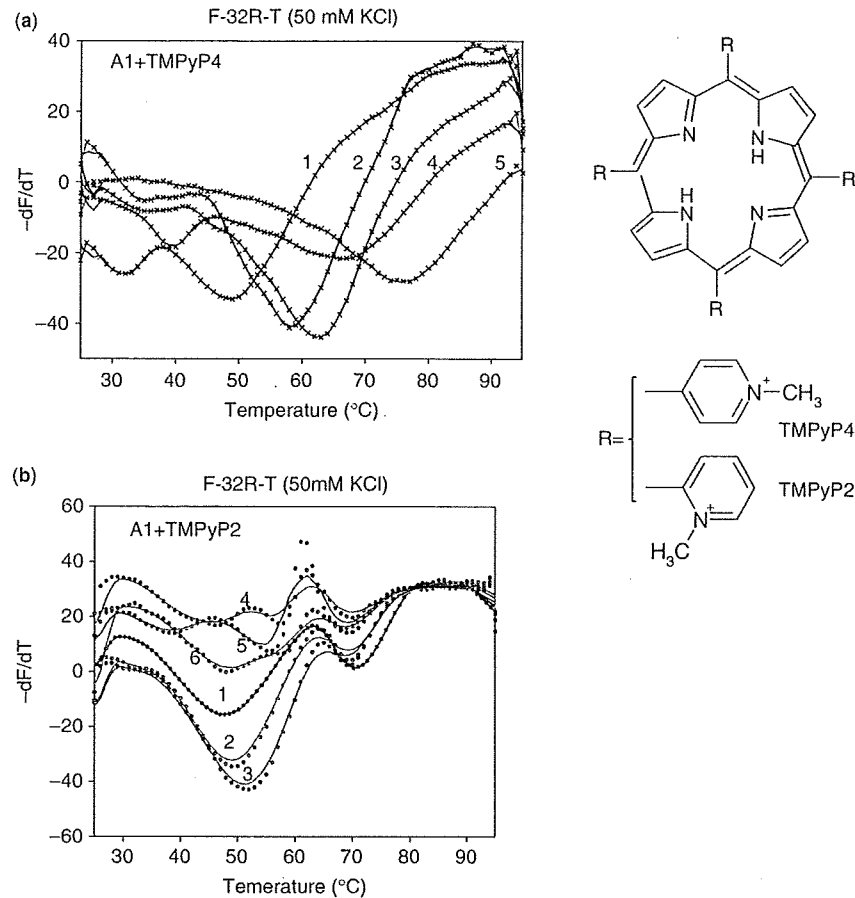 (a)
F-32R-T (50 mM KCl)
A1+TMPyP4
−dF/dT
40
20
0
−20
−40
1
2
3
4
5
30
40
50
60
70
80
90
Temperature (°C)
R
R
R
R
N
N
H
H
N
N
R=
N
+
CH3
TMPyP4
N
+
H3C
TMPyP2
(b)
F-32R-T (50mM KCl)
A1+TMPyP2
−dF/dT
60
40
20
0
−20
−40
−60
4
5
6
1
2
3
30
40
50
60
70
80
90
Temerature (°C)